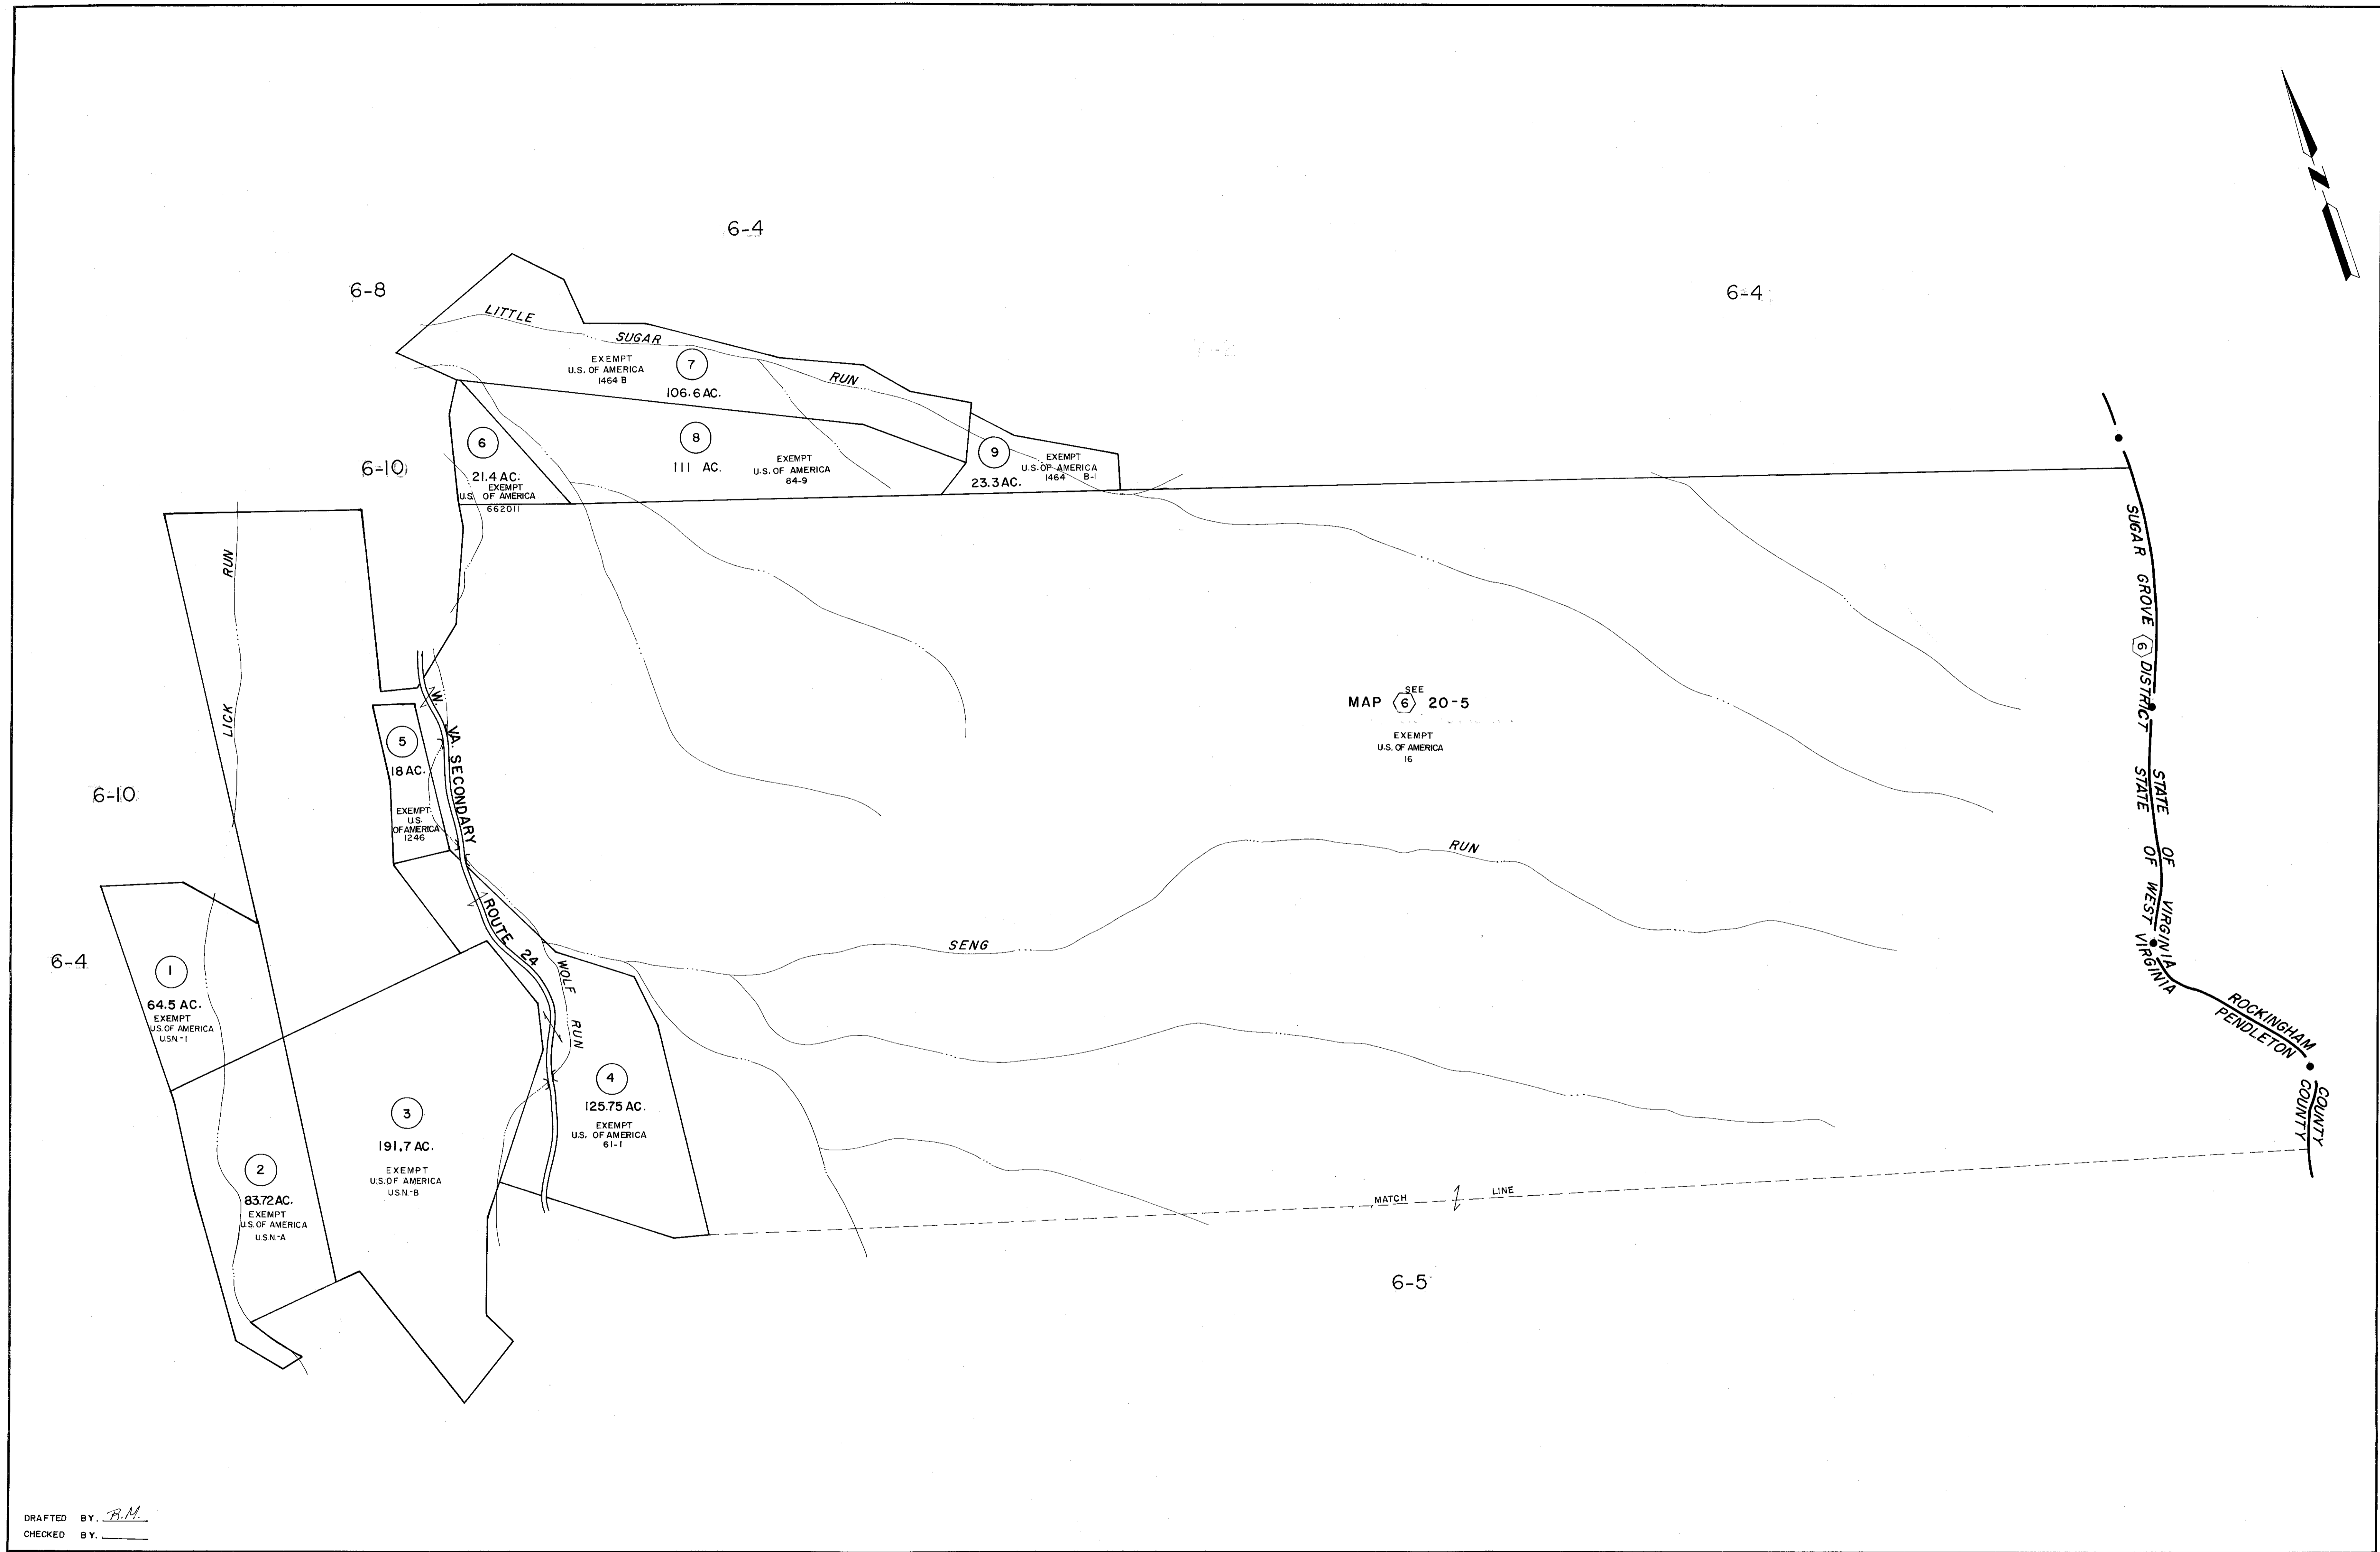 6-4
6-8
6-4
LITTLE SUGAR RUN
EXEMPT
U.S. OF AMERICA
1464 B
7
106.6 AC.
6
21.4 AC.
EXEMPT
U.S. OF AMERICA
662011
8
111 AC.
EXEMPT
U.S. OF AMERICA
84-9
9
23.3 AC.
EXEMPT
U.S. OF AMERICA
1464 B-1
6-10
LICK RUN
5
18 AC.
EXEMPT
U.S.
OF AMERICA
1246
W. VA. SECONDARY ROUTE 24
SEE
MAP 6 20-5
EXEMPT
U.S. OF AMERICA
16
SUGAR GROVE 6 DISTRICT
STATE OF VIRGINIA
STATE OF WEST VIRGINIA
ROCKINGHAM COUNTY
PENDLETON COUNTY
6-10
6-4
1
64.5 AC.
EXEMPT
U.S. OF AMERICA
U.S.N.-1
SENG RUN
WOLF RUN
2
83.72 AC.
EXEMPT
U.S. OF AMERICA
U.S.N.-A
3
191.7 AC.
EXEMPT
U.S. OF AMERICA
U.S.N.-B
4
125.75 AC.
EXEMPT
U.S. OF AMERICA
61-1
MATCH LINE
6-5
N
DRAFTED BY. B.M.
CHECKED BY.